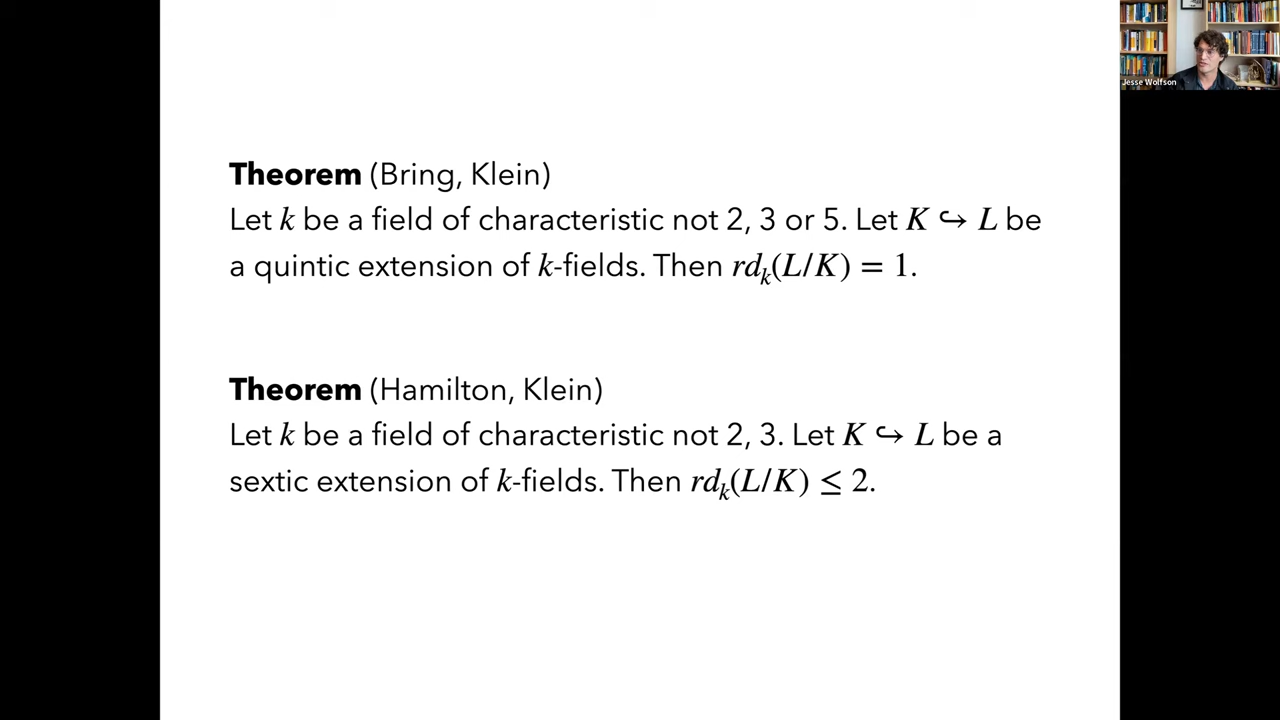 Theorem (Bring, Klein)
Let k be a field of characteristic not 2, 3 or 5. Let K ↪ L be
a quintic extension of k-fields. Then rdₖ(L/K) = 1.
Theorem (Hamilton, Klein)
Let k be a field of characteristic not 2, 3. Let K ↪ L be a
sextic extension of k-fields. Then rdₖ(L/K) ≤ 2.
Jesse Wolfson